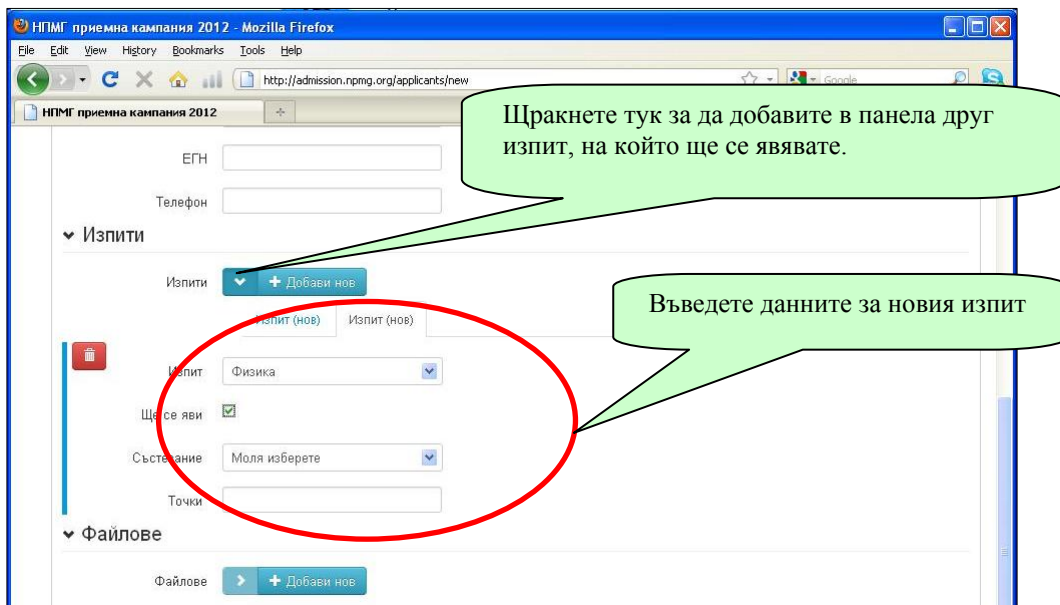 НПМГ приемна кампания 2012 - Mozilla Firefox
File Edit View History Bookmarks Tools Help
http://admission.npmg.org/applicants/new
Google
НПМГ приемна кампания 2012
Щракнете тук за да добавите в панела друг
изпит, на който ще се явявате.
ЕГН
Телефон
Изпити
Изпити
Добави нов
Въведете данните за новия изпит
Изпит (нов) Изпит (нов)
Изпит Физика
Ще се яви
Състезание Моля изберете
Точки
Файлове
Файлове
Добави нов